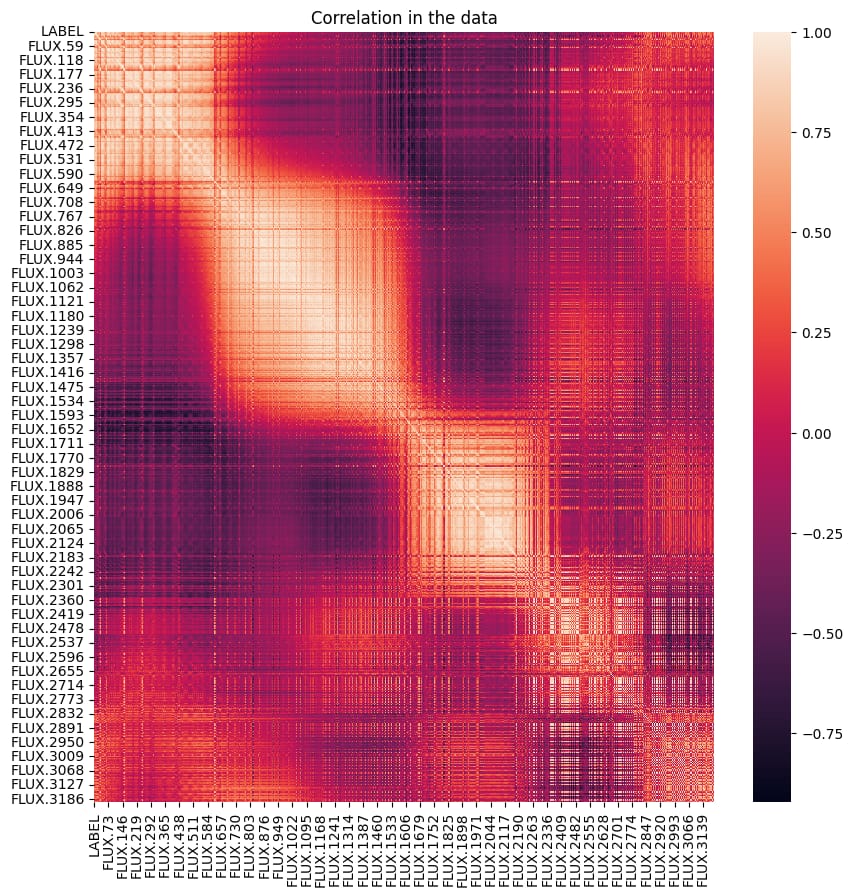 Correlation in the data
LABEL
FLUX.59
FLUX.118
FLUX.177
FLUX.236
FLUX.295
FLUX.354
FLUX.413
FLUX.472
FLUX.531
FLUX.590
FLUX.649
FLUX.708
FLUX.767
FLUX.826
FLUX.885
FLUX.944
FLUX.1003
FLUX.1062
FLUX.1121
FLUX.1180
FLUX.1239
FLUX.1298
FLUX.1357
FLUX.1416
FLUX.1475
FLUX.1534
FLUX.1593
FLUX.1652
FLUX.1711
FLUX.1770
FLUX.1829
FLUX.1888
FLUX.1947
FLUX.2006
FLUX.2065
FLUX.2124
FLUX.2183
FLUX.2242
FLUX.2301
FLUX.2360
FLUX.2419
FLUX.2478
FLUX.2537
FLUX.2596
FLUX.2655
FLUX.2714
FLUX.2773
FLUX.2832
FLUX.2891
FLUX.2950
FLUX.3009
FLUX.3068
FLUX.3127
FLUX.3186
LABEL
FLUX.73
FLUX.146
FLUX.219
FLUX.292
FLUX.365
FLUX.438
FLUX.511
FLUX.584
FLUX.657
FLUX.730
FLUX.803
FLUX.876
FLUX.949
FLUX.1022
FLUX.1095
FLUX.1168
FLUX.1241
FLUX.1314
FLUX.1387
FLUX.1460
FLUX.1533
FLUX.1606
FLUX.1679
FLUX.1752
FLUX.1825
FLUX.1898
FLUX.1971
FLUX.2044
FLUX.2117
FLUX.2190
FLUX.2263
FLUX.2336
FLUX.2409
FLUX.2482
FLUX.2555
FLUX.2628
FLUX.2701
FLUX.2774
FLUX.2847
FLUX.2920
FLUX.2993
FLUX.3066
FLUX.3139
1.00
0.75
0.50
0.25
0.00
−0.25
−0.50
−0.75